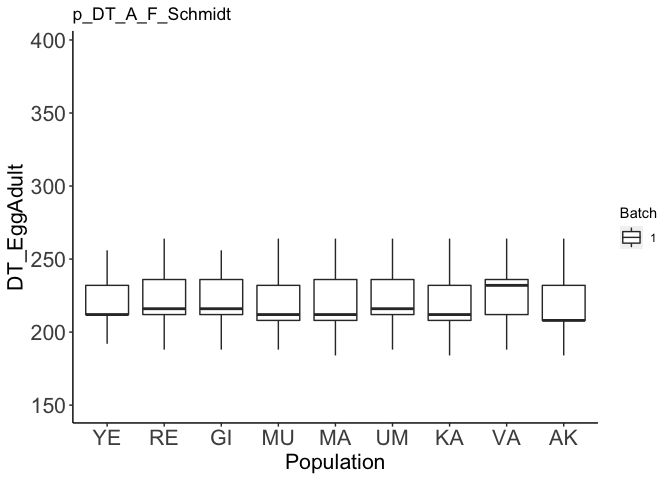 p_DT_A_F_Schmidt
400
350
300
250
200
150
DT_EggAdult
YE RE GI MU MA UM KA VA AK
Population
Batch
1